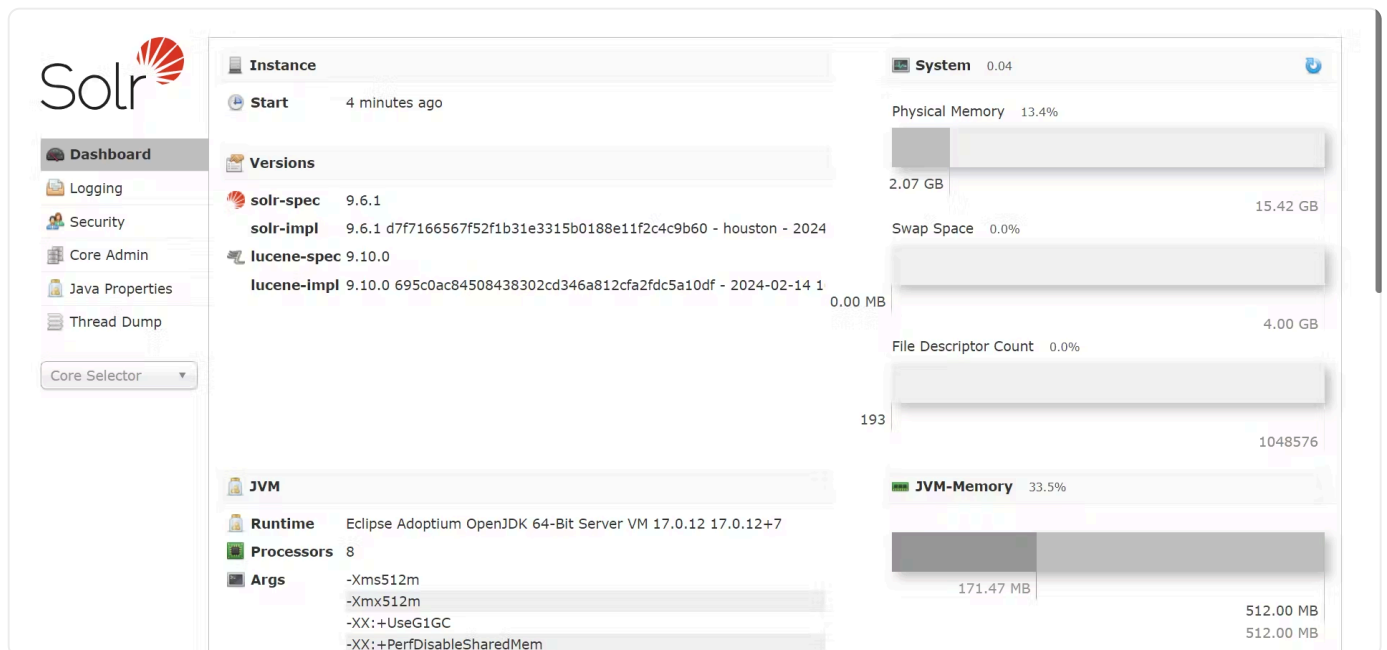 Solr
Dashboard
Logging
Security
Core Admin
Java Properties
Thread Dump
Core Selector
Instance
Start 4 minutes ago
Versions
solr-spec 9.6.1
solr-impl 9.6.1 d7f7166567f52f1b31e3315b0188e11f2c4c9b60 - houston - 2024
lucene-spec 9.10.0
lucene-impl 9.10.0 695c0ac84508438302cd346a812cfa2fdc5a10df - 2024-02-14 1
System 0.04
Physical Memory 13.4%
2.07 GB
15.42 GB
Swap Space 0.0%
0.00 MB
4.00 GB
File Descriptor Count 0.0%
193
1048576
JVM
Runtime Eclipse Adoptium OpenJDK 64-Bit Server VM 17.0.12 17.0.12+7
Processors 8
Args -Xms512m
-Xmx512m
-XX:+UseG1GC
-XX:+PerfDisableSharedMem
JVM-Memory 33.5%
171.47 MB
512.00 MB
512.00 MB